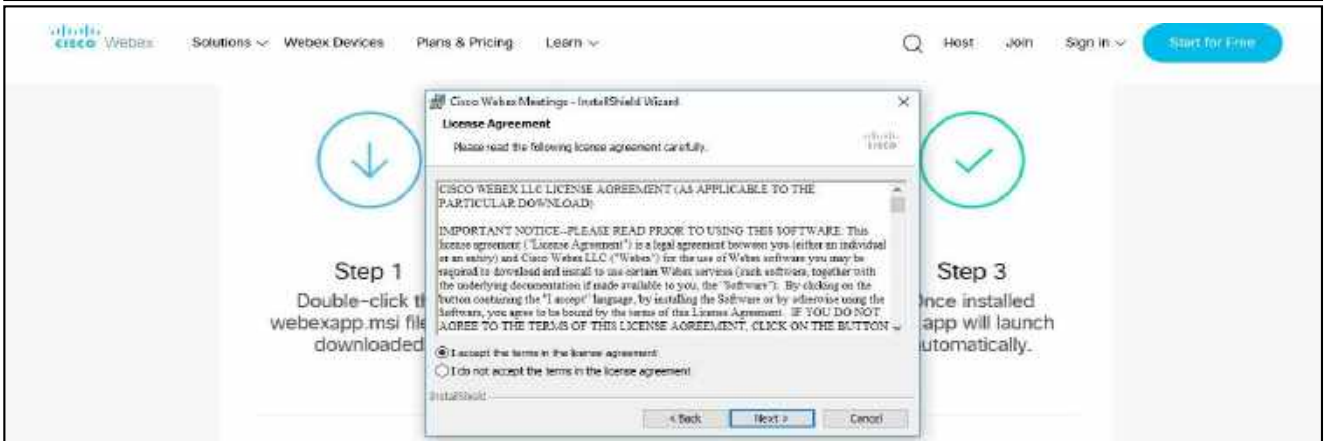 cisco Webex Solutions Webex Devices Plans & Pricing Learn Host Join Sign in Start for Free
Cisco Webex Meetings - InstallShield Wizard
License Agreement
Please read the following license agreement carefully.
cisco
CISCO WEBEX LLC LICENSE AGREEMENT (AS APPLICABLE TO THE
PARTICULAR DOWNLOAD)
IMPORTANT NOTICE--PLEASE READ PRIOR TO USING THIS SOFTWARE: This
license agreement ("License Agreement") is a legal agreement between you (either an individual
or an entity) and Cisco Webex LLC ("Webex") for the use of Webex software you may be
required to download and install to use certain Webex services (such software, together with
the underlying documentation if made available to you, the "Software"). By clicking on the
button containing the "I accept" language, by installing the Software or by otherwise using the
Software, you agree to be bound by the terms of this License Agreement. IF YOU DO NOT
AGREE TO THE TERMS OF THIS LICENSE AGREEMENT, CLICK ON THE BUTTON
I accept the terms in the license agreement
I do not accept the terms in the license agreement
InstallShield
< Back Next > Cancel
Step 1
Double-click th
webexapp.msi file
downloaded
Step 3
Once installed
app will launch
automatically.